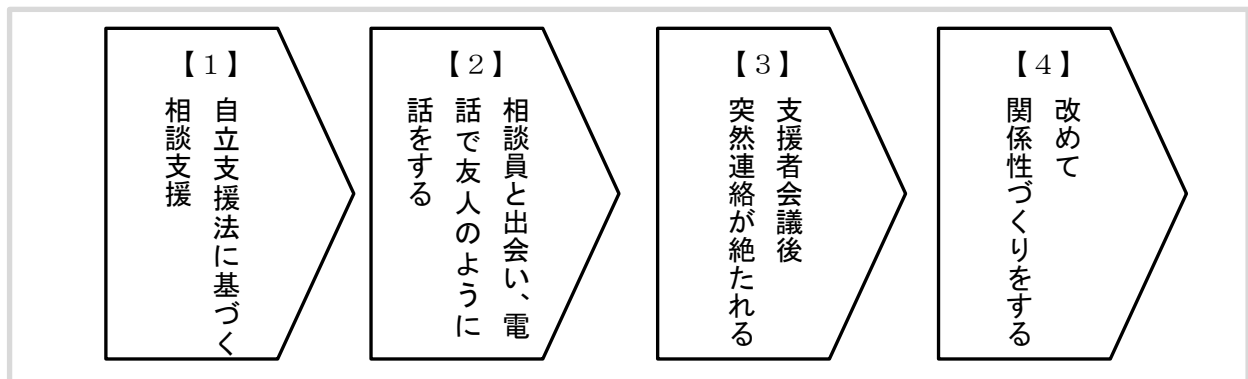 【1】
自立支援法に基づく
相談支援
【2】
相談員と出会い、電
話で友人のように
話をする
【3】
支援者会議後
突然連絡が絶たれる
【4】
改めて
関係性づくりをする